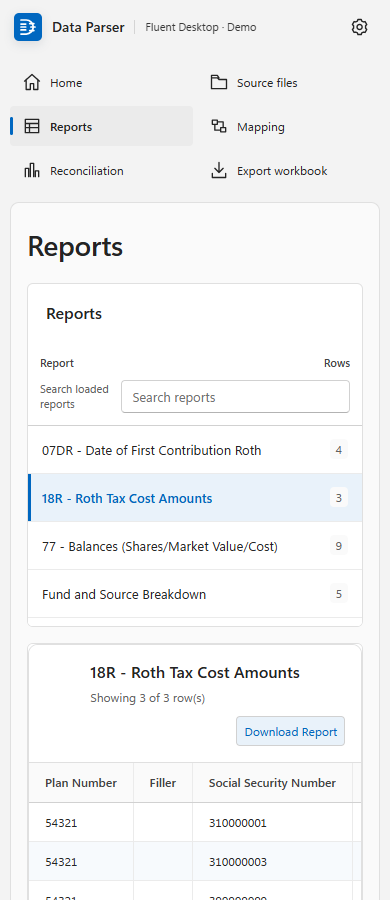 Data Parser
Fluent Desktop · Demo
Home
Source files
Reports
Mapping
Reconciliation
Export workbook
Reports
Reports
Report
Rows
Search loaded
reports
Search reports
07DR - Date of First Contribution Roth
4
18R - Roth Tax Cost Amounts
3
77 - Balances (Shares/Market Value/Cost)
9
Fund and Source Breakdown
5
18R - Roth Tax Cost Amounts
Showing 3 of 3 row(s)
Download Report
Plan Number
Filler
Social Security Number
54321
310000001
54321
310000003